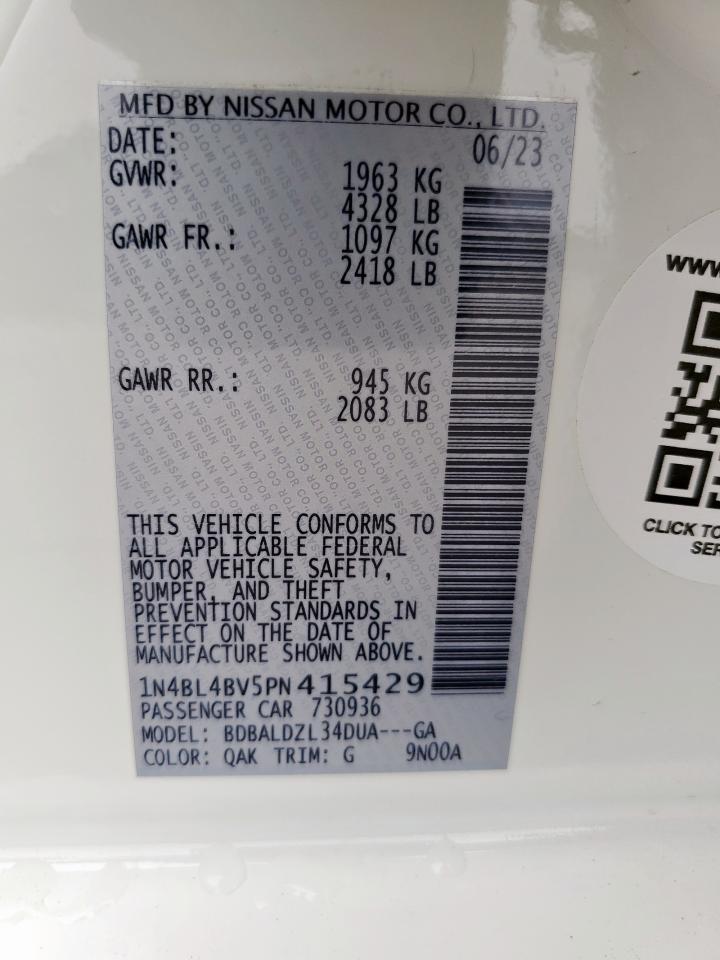 MFD BY NISSAN MOTOR CO., LTD.
DATE: 06/23
GVWR: 1963 KG
4328 LB
GAWR FR.: 1097 KG
2418 LB
GAWR RR.: 945 KG
2083 LB
THIS VEHICLE CONFORMS TO
ALL APPLICABLE FEDERAL
MOTOR VEHICLE SAFETY,
BUMPER, AND THEFT
PREVENTION STANDARDS IN
EFFECT ON THE DATE OF
MANUFACTURE SHOWN ABOVE.
1N4BL4BV5PN415429
PASSENGER CAR 730936
MODEL: BDBALDZL34DUA---GA
COLOR: QAK TRIM: G 9N00A
WWW.
CLICK TO
SER